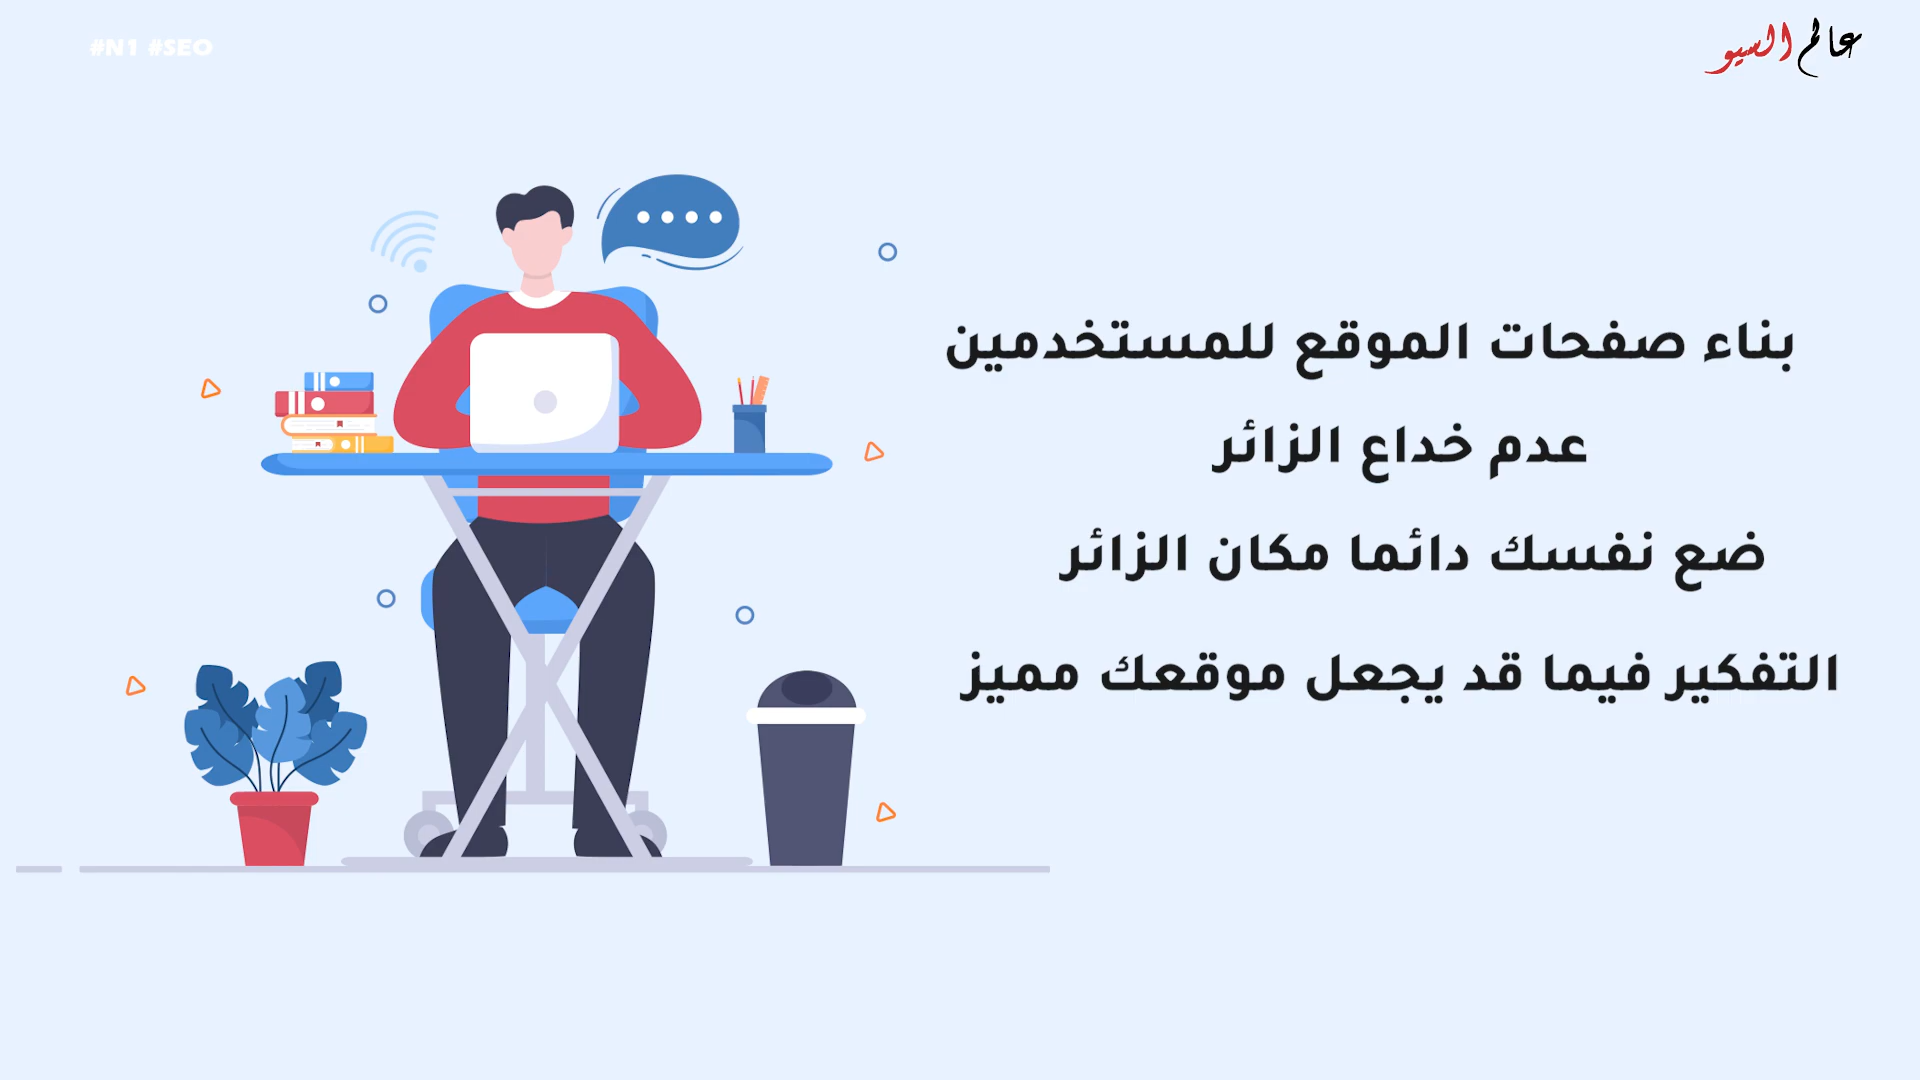 #N1 #SEO
عالم السيو
بناء صفحات الموقع للمستخدمين
عدم خداع الزائر
ضع نفسك دائما مكان الزائر
التفكير فيما قد يجعل موقعك مميز